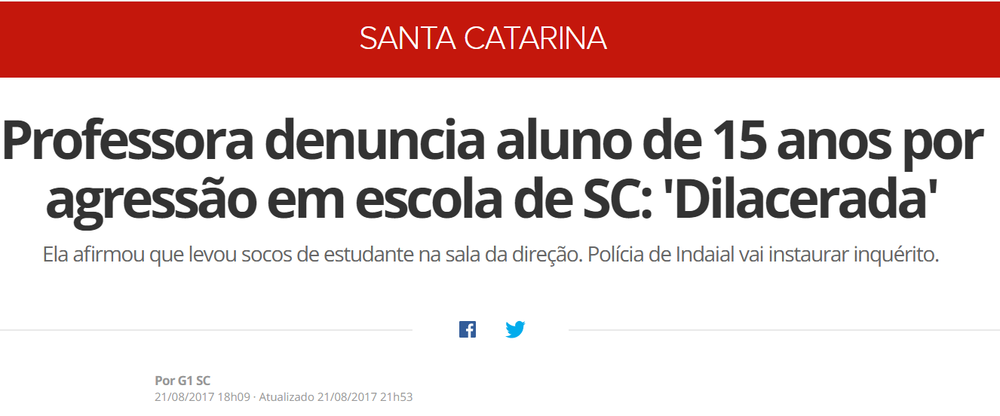 SANTA CATARINA
Professora denuncia aluno de 15 anos por
agressão em escola de SC: 'Dilacerada'
Ela afirmou que levou socos de estudante na sala da direção. Polícia de Indaial vai instaurar inquérito.
Por G1 SC
21/08/2017 18h09 · Atualizado 21/08/2017 21h53